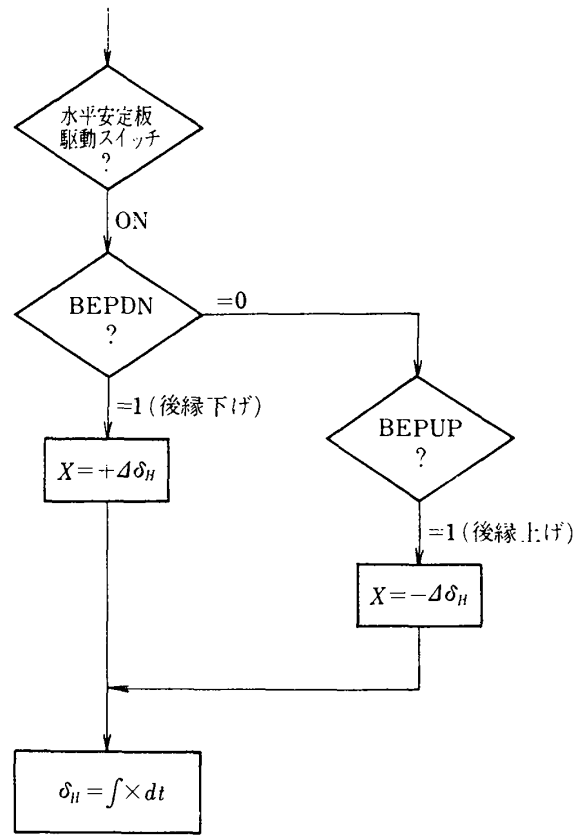 水平安定板
駆動スイッチ
?
ON
BEPDN
?
=0
=1(後縁下げ)
BEPUP
?
X=+Δδ_H
=1(後縁上げ)
X=-Δδ_H
δ_H=∫×dt